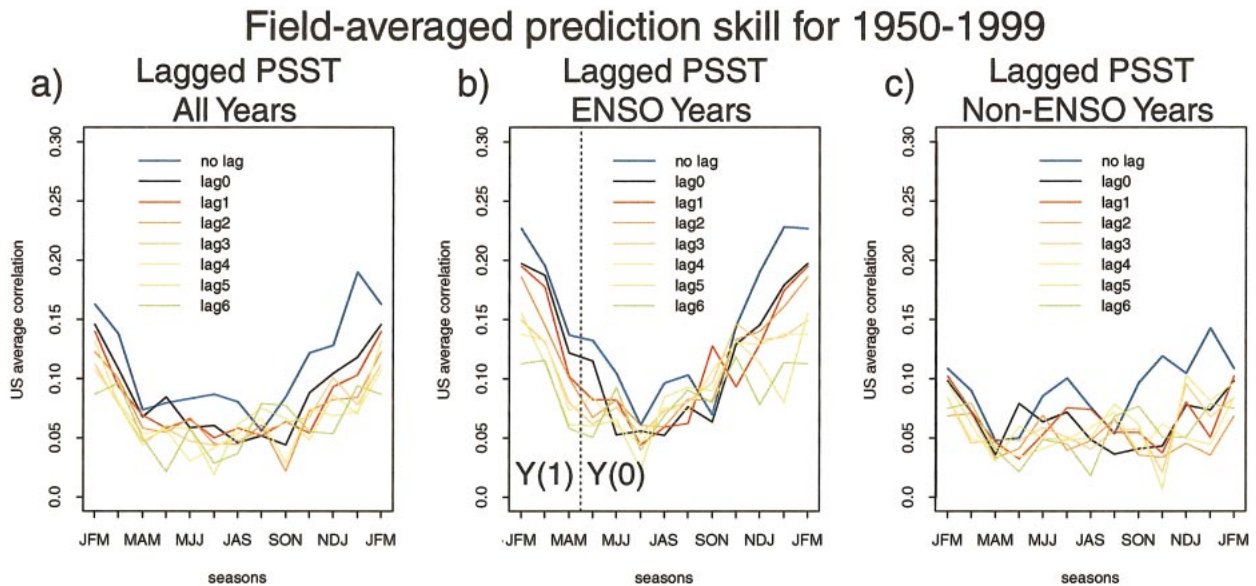 Field-averaged prediction skill for 1950-1999
a)
Lagged PSST
All Years
US average correlation
0.30
0.25
0.20
0.15
0.10
0.05
0.0
no lag
lag0
lag1
lag2
lag3
lag4
lag5
lag6
JFM MAM MJJ JAS SON NDJ JFM
seasons
b)
Lagged PSST
ENSO Years
US average correlation
0.30
0.25
0.20
0.15
0.10
0.05
0.0
no lag
lag0
lag1
lag2
lag3
lag4
lag5
lag6
Y(1) Y(0)
JFM MAM MJJ JAS SON NDJ JFM
seasons
c)
Lagged PSST
Non-ENSO Years
US average correlation
0.30
0.25
0.20
0.15
0.10
0.05
0.0
no lag
lag0
lag1
lag2
lag3
lag4
lag5
lag6
JFM MAM MJJ JAS SON NDJ JFM
seasons